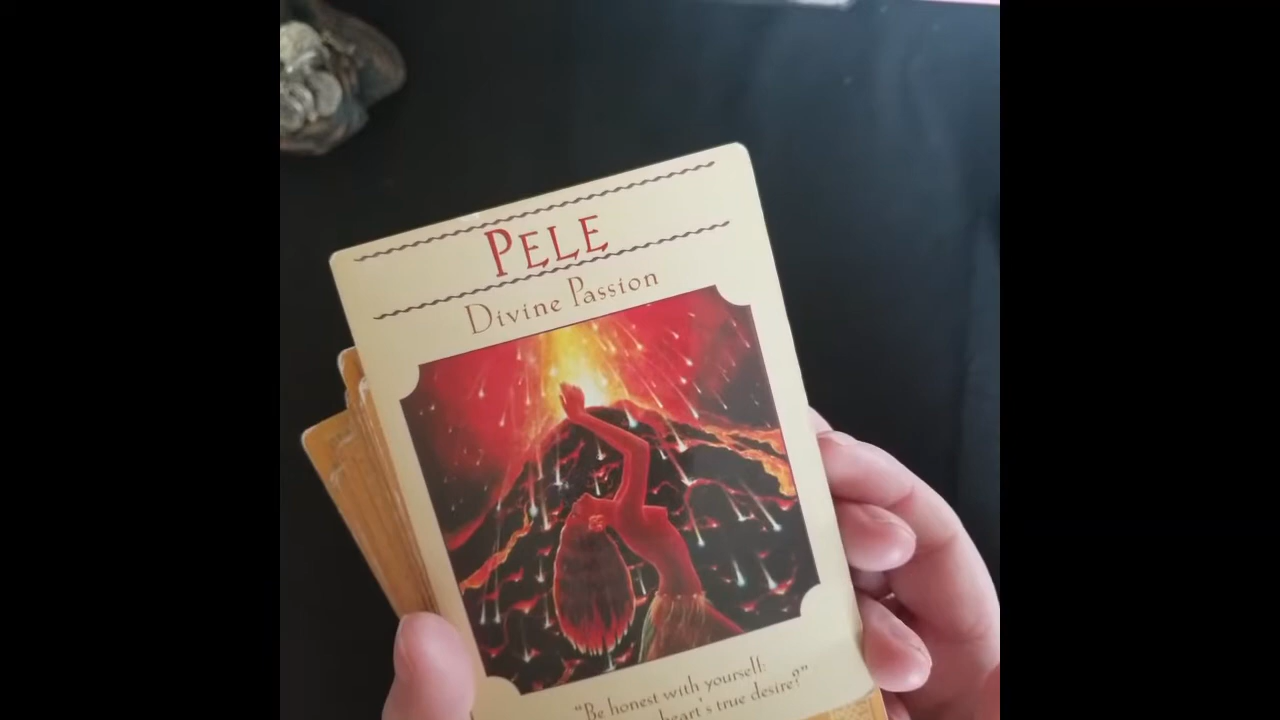 PELE
Divine Passion
"Be honest with yourself:
heart's true desire?"